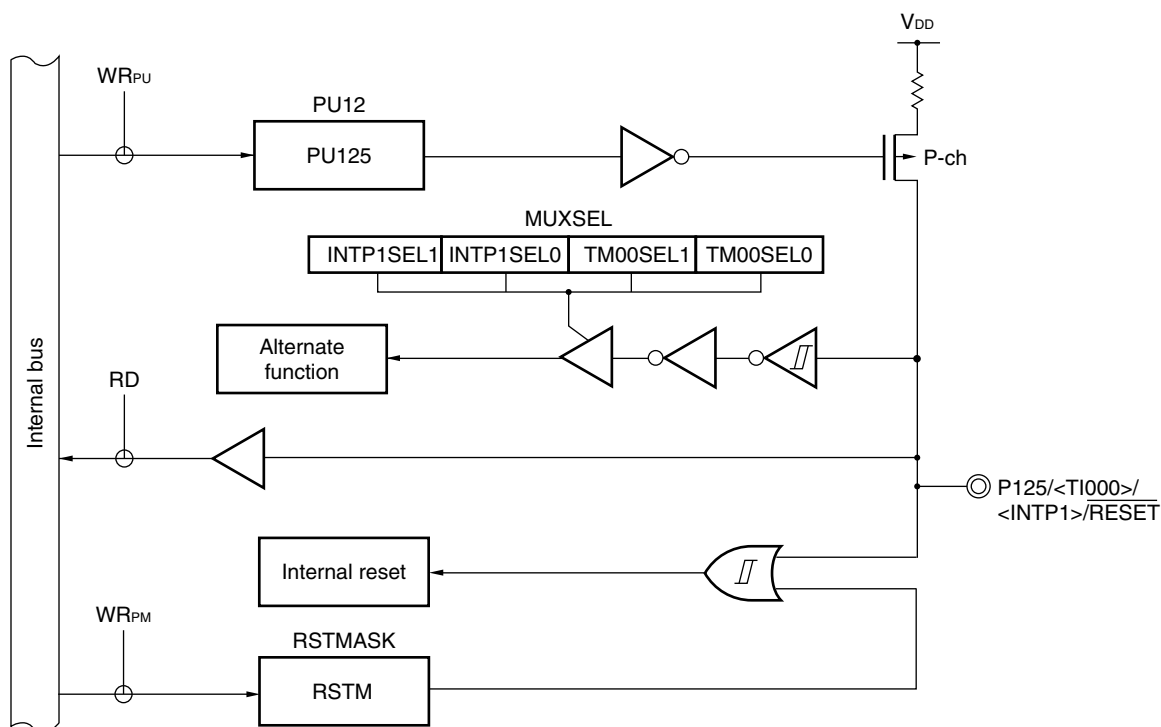 VDD
WRPU
PU12
PU125
P-ch
MUXSEL
INTP1SEL1 INTP1SEL0 TM00SEL1 TM00SEL0
Alternate
function
RD
Internal bus
P125/<TI000>/
<INTP1>/RESET
Internal reset
WRPM
RSTMASK
RSTM